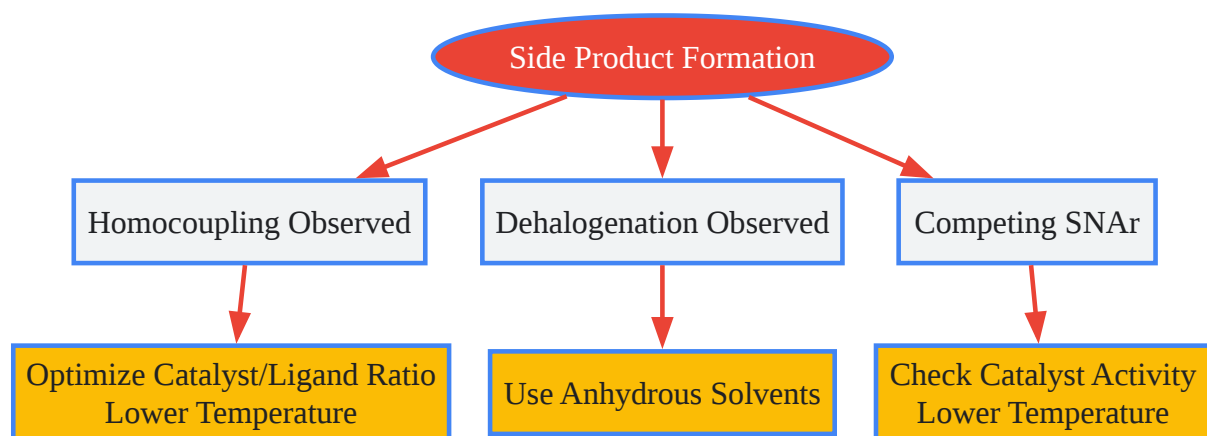 Side Product Formation
Homocoupling Observed
Dehalogenation Observed
Competing SNAr
Optimize Catalyst/Ligand Ratio
Lower Temperature
Use Anhydrous Solvents
Check Catalyst Activity
Lower Temperature